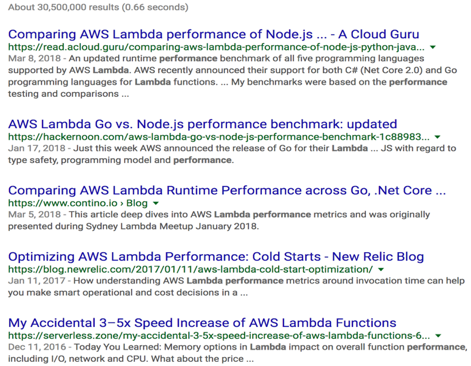 About 30,500,000 results (0.66 seconds)
Comparing AWS Lambda performance of Node.js ... - A Cloud Guru
https://read.acloud.guru/comparing-aws-lambda-performance-of-node-js-python-java...
Mar 8, 2018 - An updated runtime performance benchmark of all five programming languages
supported by AWS Lambda. AWS recently announced their support for both C# (Net Core 2.0) and Go
programming languages for Lambda functions. ... My benchmarks were based on the performance
testing and comparisons ...
AWS Lambda Go vs. Node.js performance benchmark: updated
https://hackernoon.com/aws-lambda-go-vs-node-js-performance-benchmark-1c88983...
Jan 17, 2018 - Just this week AWS announced the release of Go for their Lambda ... JS with regard to
type safety, programming model and performance.
Comparing AWS Lambda Runtime Performance across Go, .Net Core ...
https://www.contino.io › Blog
Mar 5, 2018 - This article deep dives into AWS Lambda performance metrics and was originally
presented during Sydney Lambda Meetup January 2018.
Optimizing AWS Lambda Performance: Cold Starts - New Relic Blog
https://blog.newrelic.com/2017/01/11/aws-lambda-cold-start-optimization/
Jan 11, 2017 - How understanding AWS Lambda performance metrics around invocation time can help
you make smart operational and cost decisions in a ...
My Accidental 3–5x Speed Increase of AWS Lambda Functions
https://serverless.zone/my-accidental-3-5x-speed-increase-of-aws-lambda-functions-6...
Dec 11, 2016 - Today You Learned: Memory options in Lambda impact on overall function performance,
including I/O, network and CPU. What about the price ...